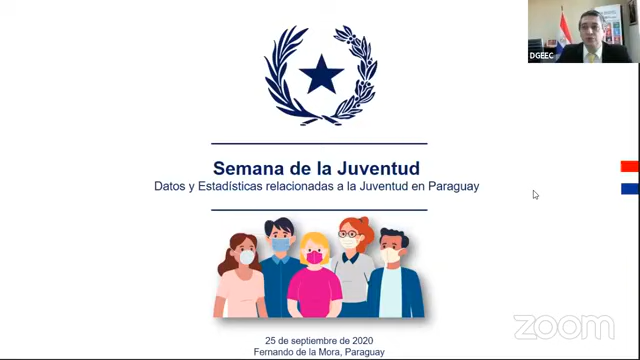 DGEEC
Semana de la Juventud
Datos y Estadísticas relacionadas a la Juventud en Paraguay
25 de septiembre de 2020
Fernando de la Mora, Paraguay
zoom